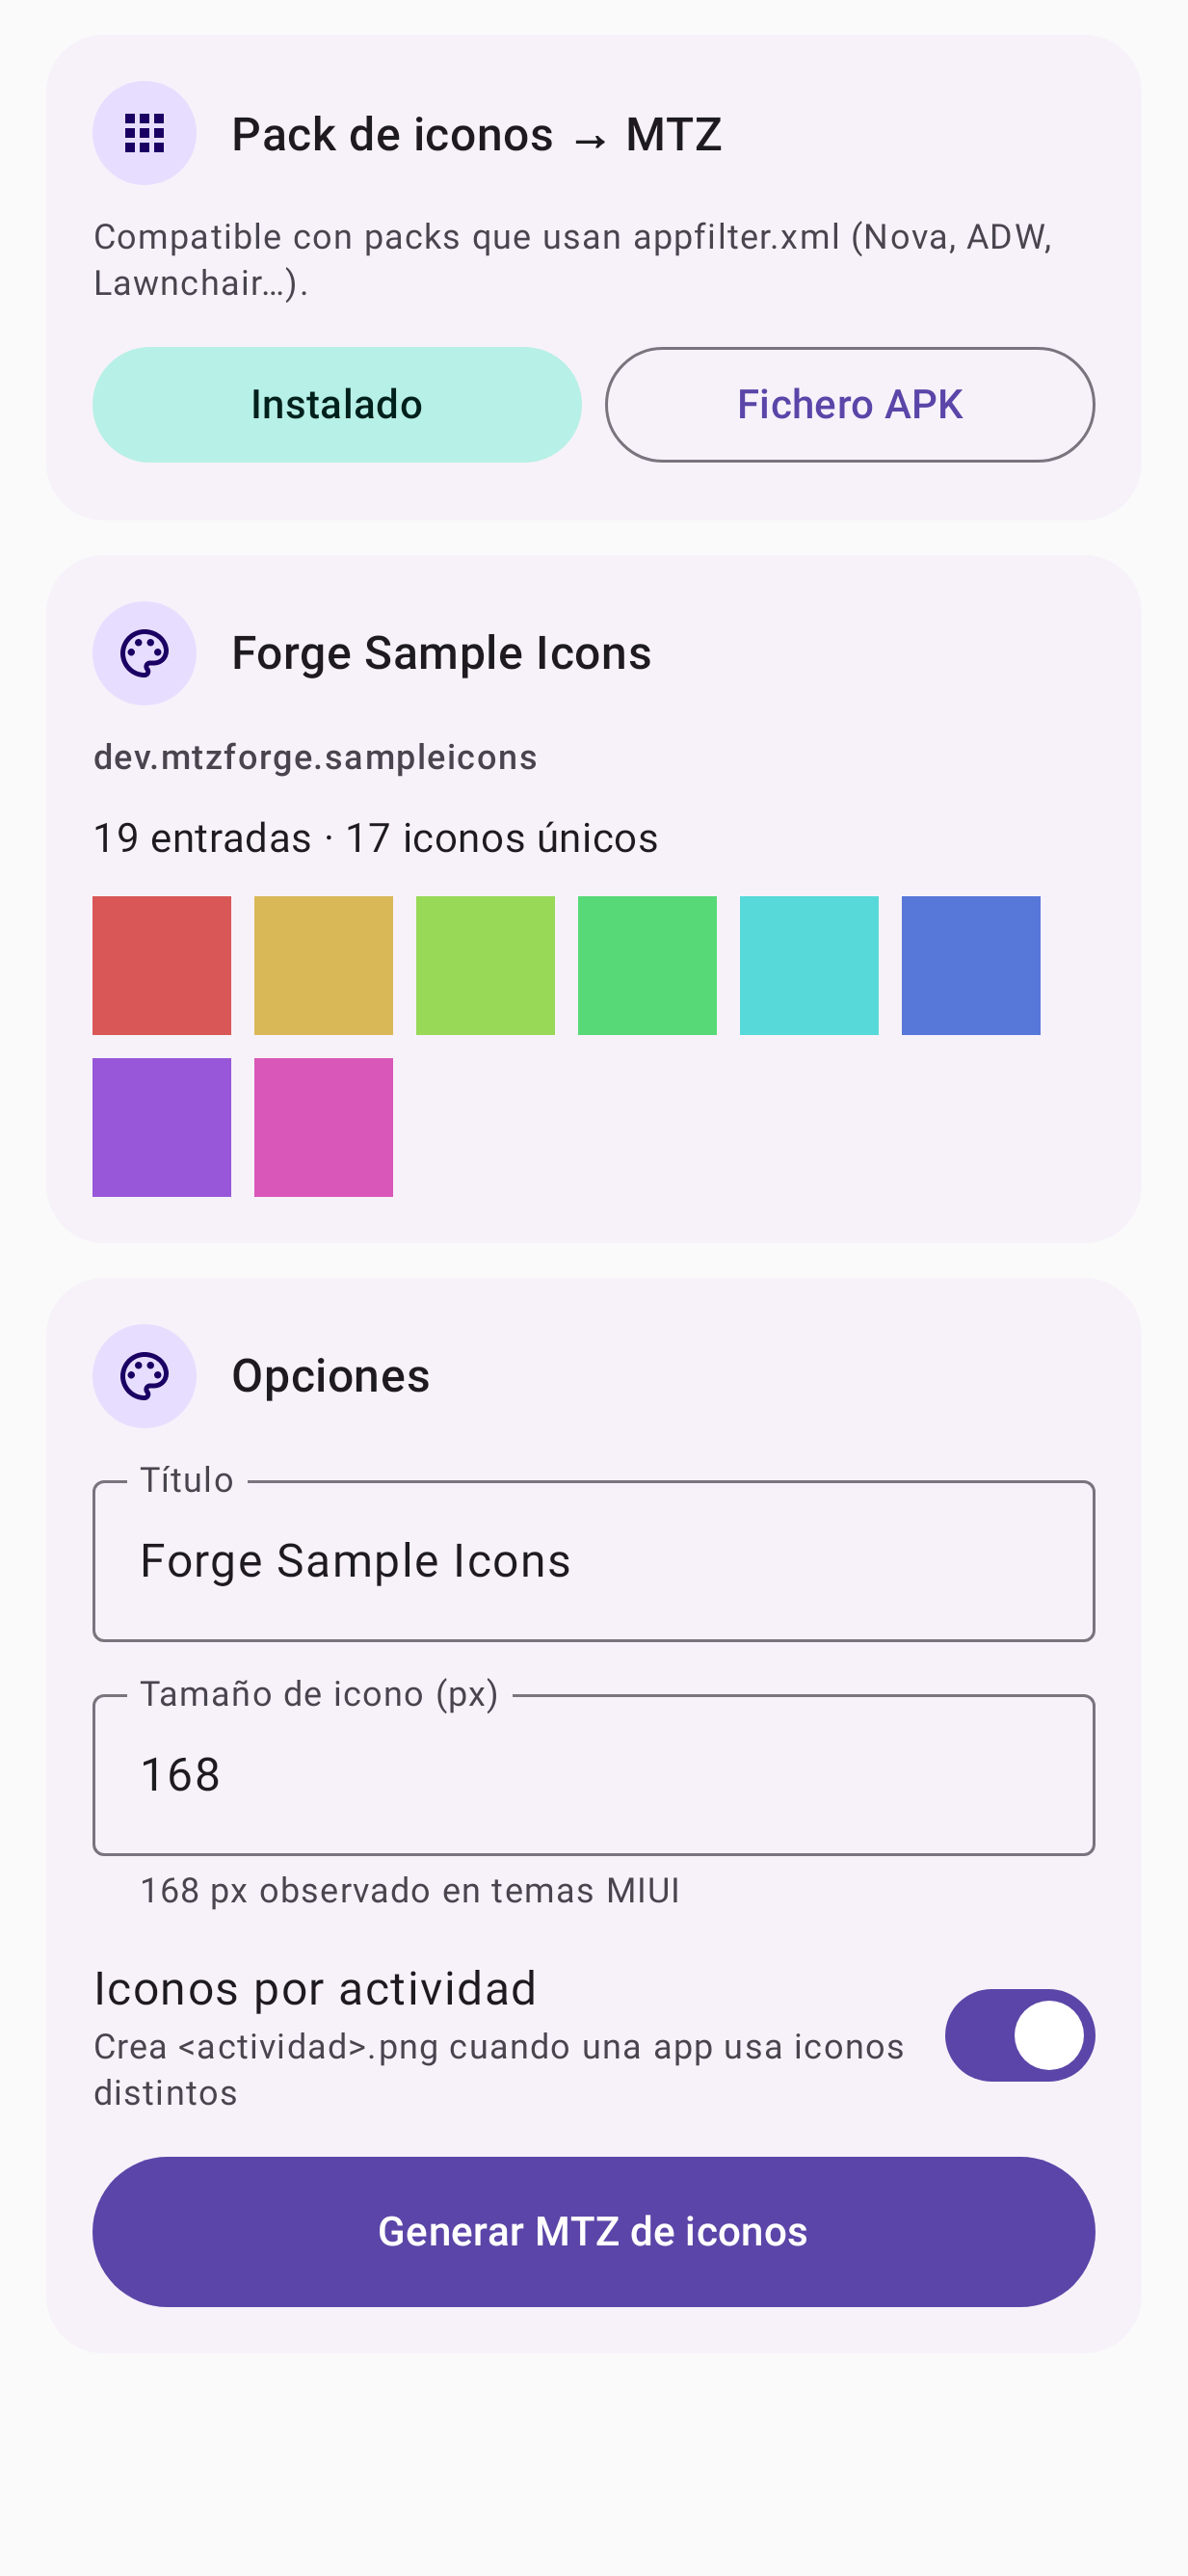 Pack de iconos → MTZ
Compatible con packs que usan appfilter.xml (Nova, ADW,
Lawnchair…).
Instalado
Fichero APK
Forge Sample Icons
dev.mtzforge.sampleicons
19 entradas · 17 iconos únicos
Opciones
Título
Forge Sample Icons
Tamaño de icono (px)
168
168 px observado en temas MIUI
Iconos por actividad
Crea <actividad>.png cuando una app usa iconos
distintos
Generar MTZ de iconos